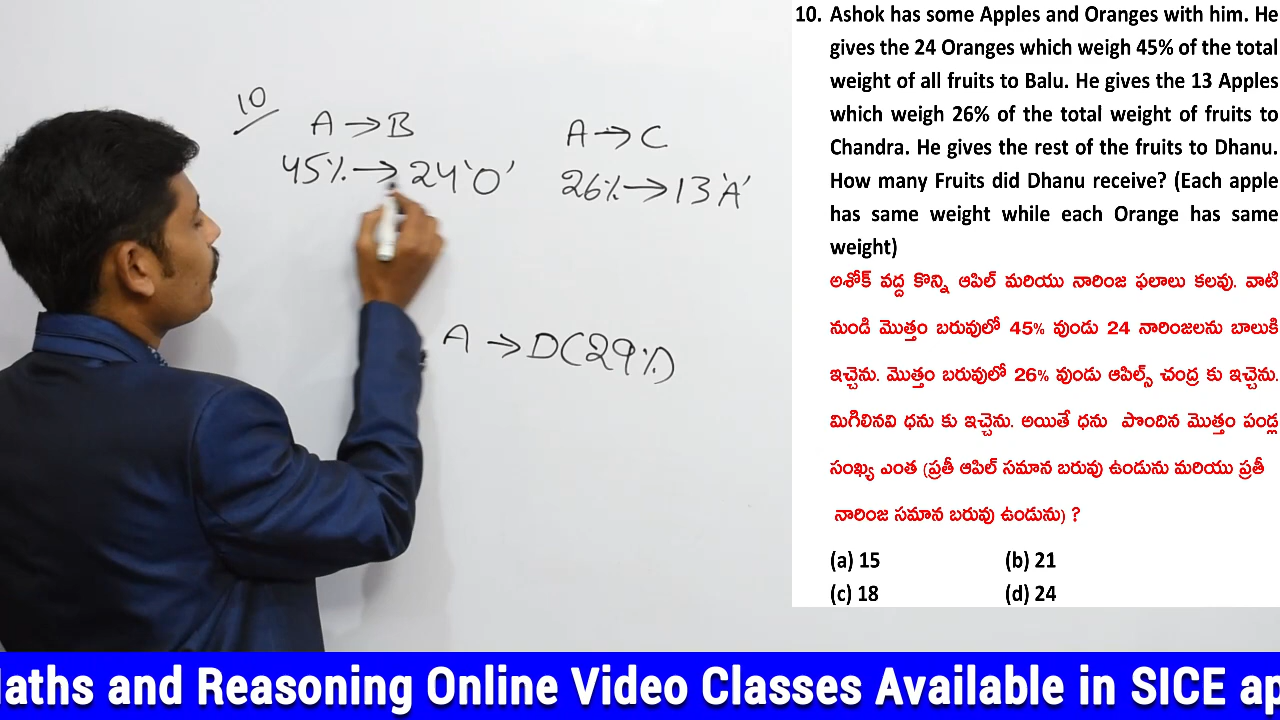 10
A → B
45% → 24 'O'
A → C
26% → 13 'A'
A → D (29%)
10. Ashok has some Apples and Oranges with him. He
gives the 24 Oranges which weigh 45% of the total
weight of all fruits to Balu. He gives the 13 Apples
which weigh 26% of the total weight of fruits to
Chandra. He gives the rest of the fruits to Dhanu.
How many Fruits did Dhanu receive? (Each apple
has same weight while each Orange has same
weight)
అశోక్ వద్ద కొన్ని ఆపిల్ మరియు నారింజ ఫలాలు కలవు. వాటి
నుండి మొత్తం బరువులో 45% వుండు 24 నారింజలను బాలుకి
ఇచ్చెను. మొత్తం బరువులో 26% వుండు ఆపిల్స్ చంద్ర కు ఇచ్చెను.
మిగిలినవి ధను కు ఇచ్చెను. అయితే ధను పొందిన మొత్తం పండ్ల
సంఖ్య ఎంత (ప్రతీ ఆపిల్ సమాన బరువు ఉండును మరియు ప్రతీ
నారింజ సమాన బరువు ఉండును) ?
(a) 15 (b) 21
(c) 18 (d) 24
Maths and Reasoning Online Video Classes Available in SICE ap